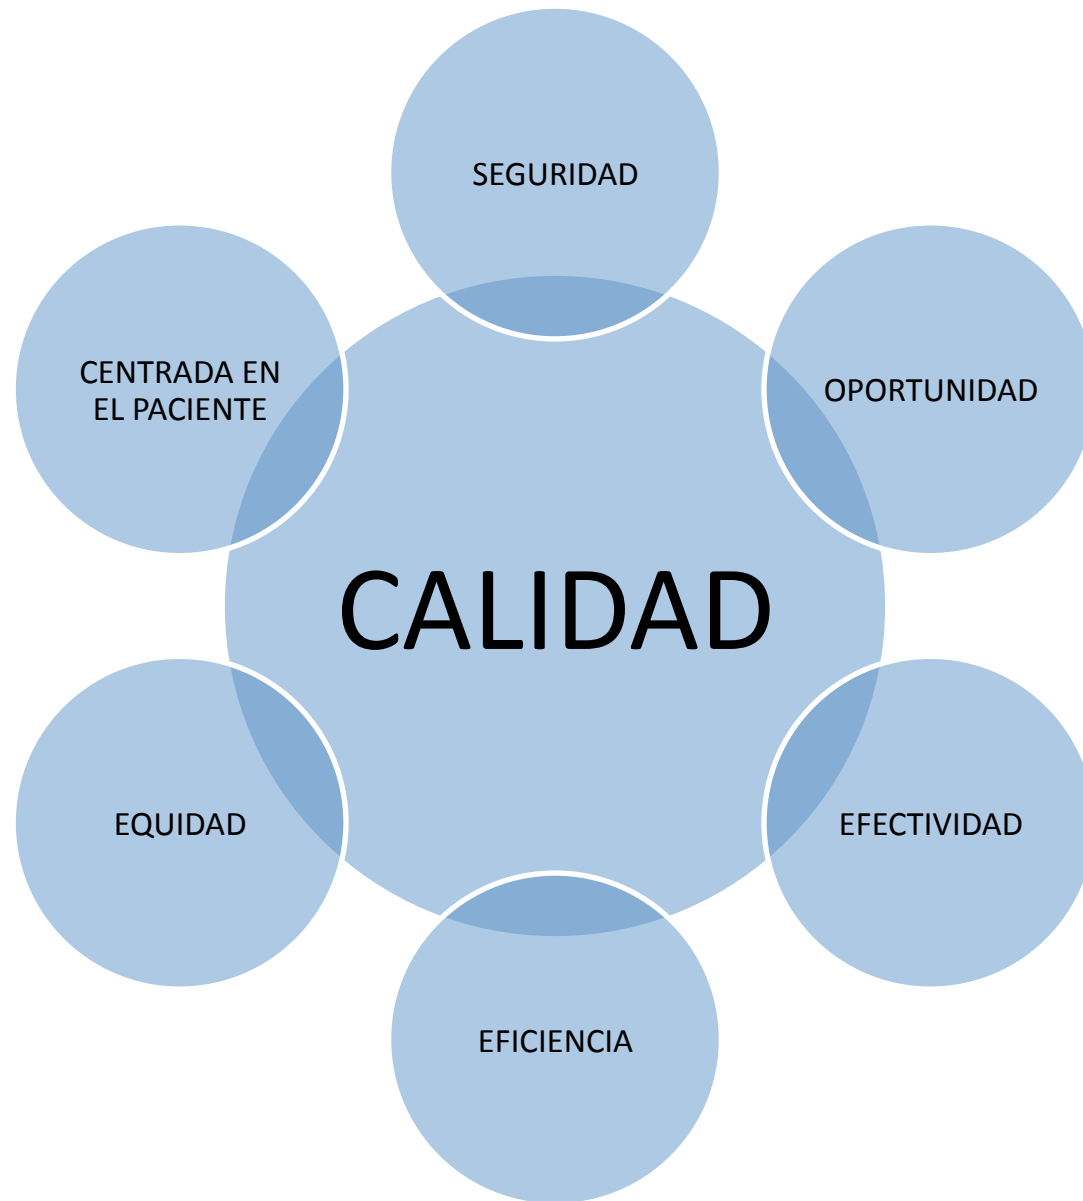 SEGURIDAD
CENTRADA EN
EL PACIENTE
OPORTUNIDAD
CALIDAD
EQUIDAD
EFECTIVIDAD
EFICIENCIA